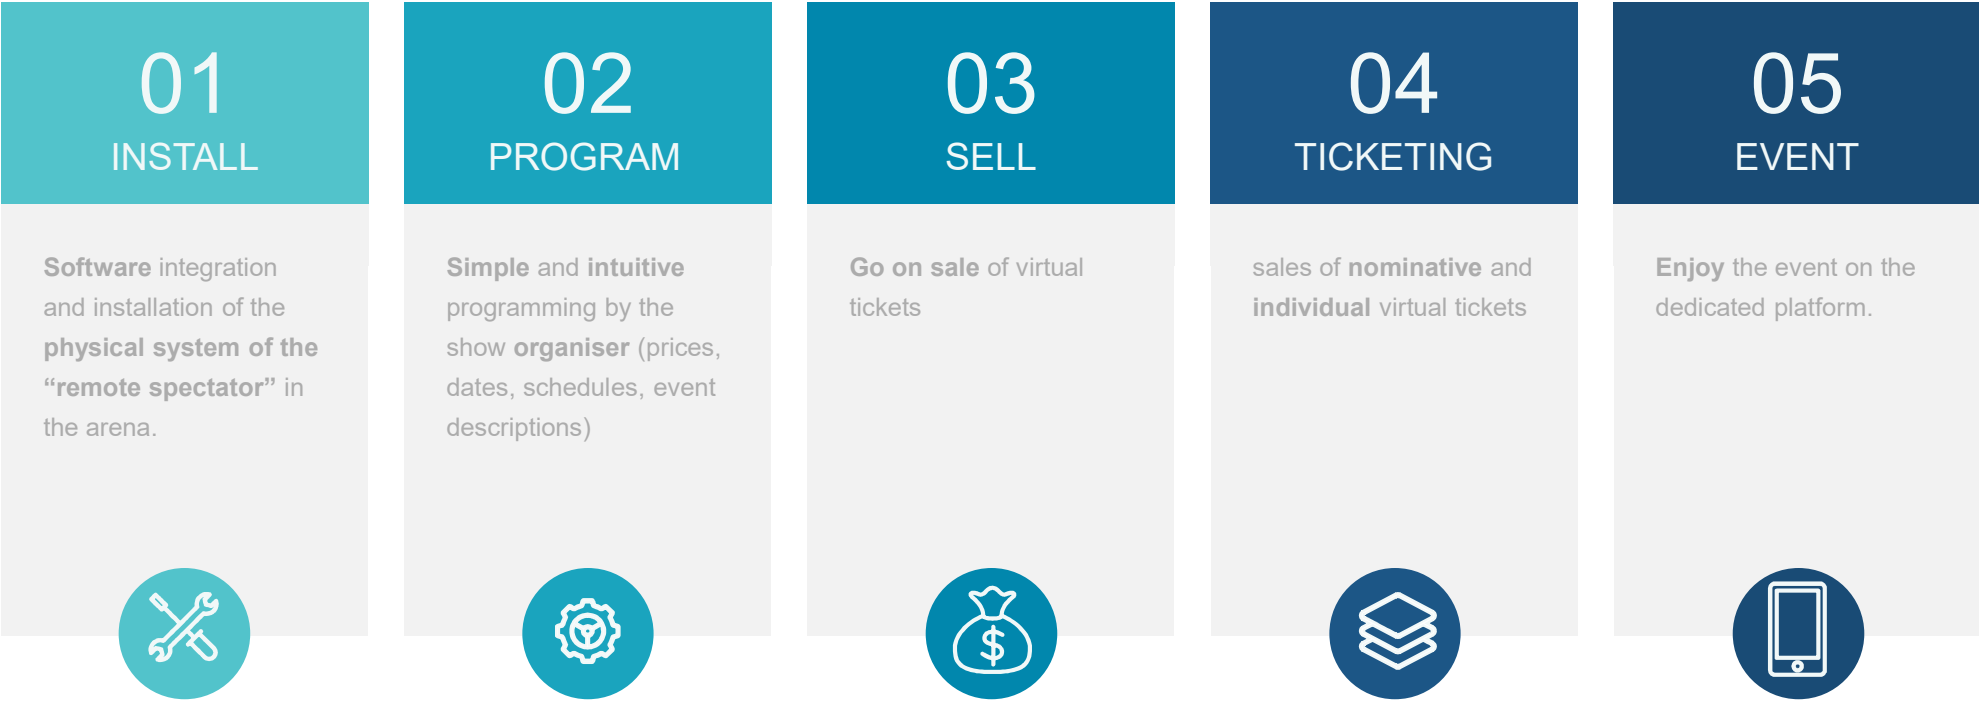 01
INSTALL
Software integration
and installation of the
physical system of the
“remote spectator” in
the arena.
02
PROGRAM
Simple and intuitive
programming by the
show organiser (prices,
dates, schedules, event
descriptions)
03
SELL
Go on sale of virtual
tickets
$
04
TICKETING
sales of nominative and
individual virtual tickets
05
EVENT
Enjoy the event on the
dedicated platform.